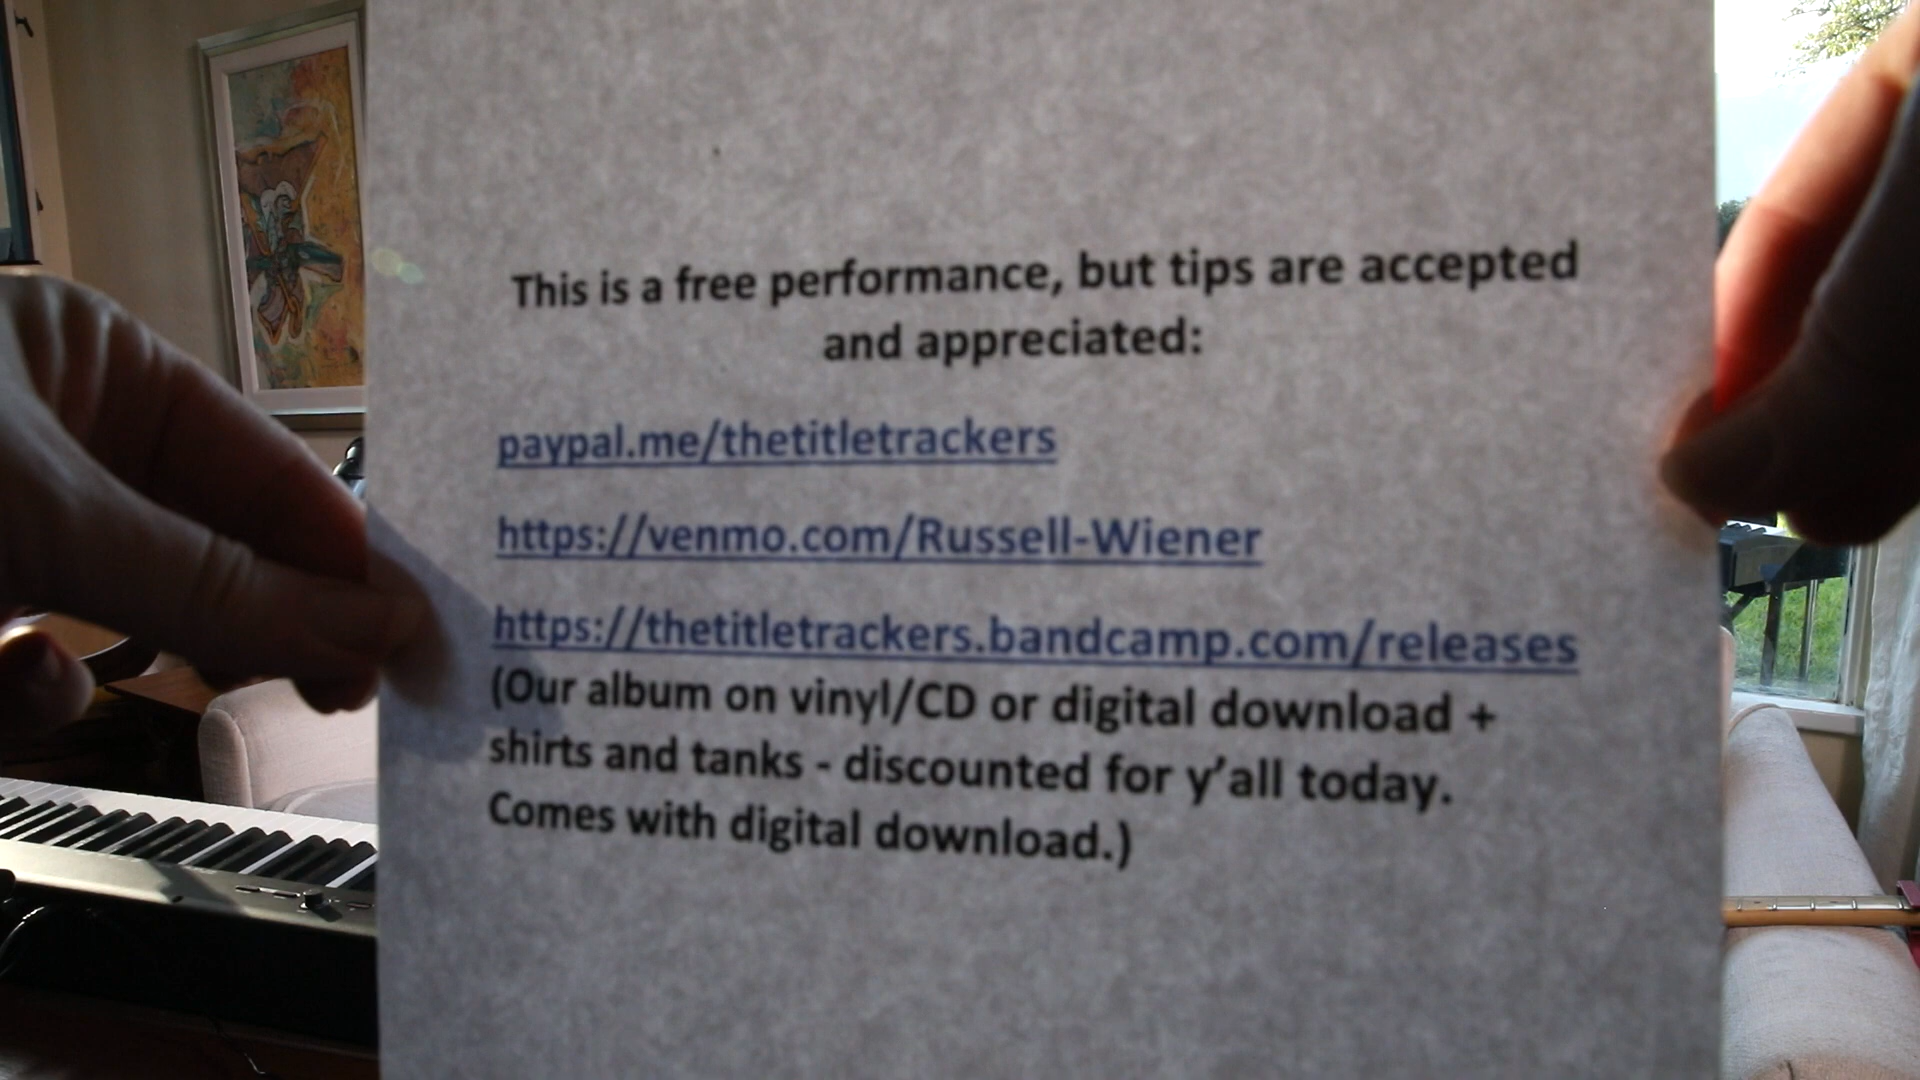 This is a free performance, but tips are accepted
and appreciated:
paypal.me/thetitletrackers
https://venmo.com/Russell-Wiener
https://thetitletrackers.bandcamp.com/releases
(Our album on vinyl/CD or digital download +
shirts and tanks - discounted for y’all today.
Comes with digital download.)